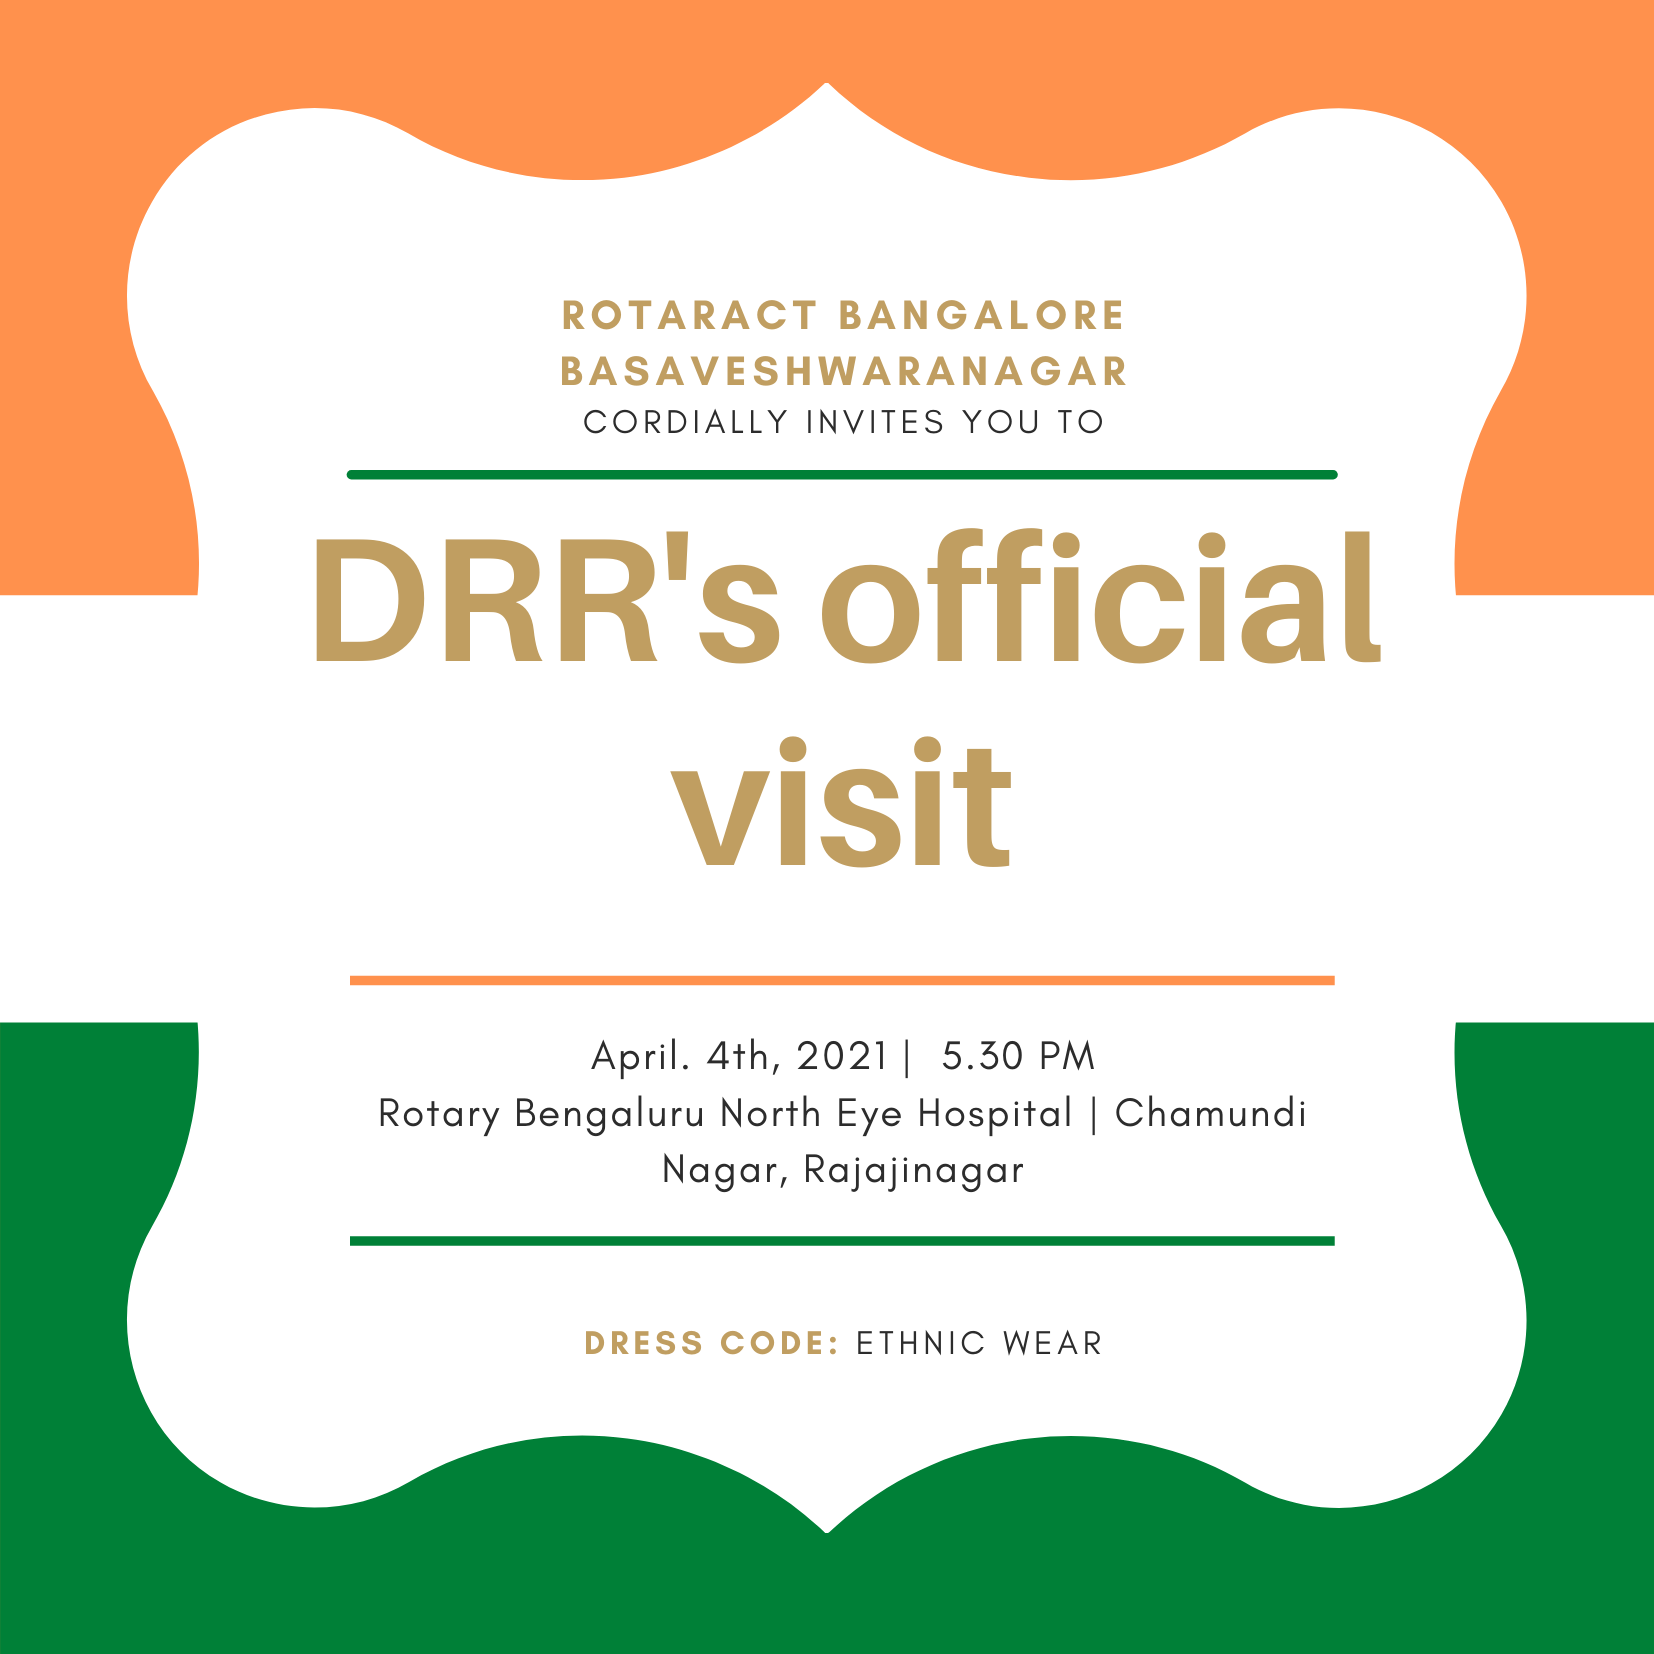 ROTARACT BANGALORE
BASAVESHWARANAGAR
CORDIALLY INVITES YOU TO
DRR's official
visit
April. 4th, 2021 |  5.30 PM
Rotary Bengaluru North Eye Hospital | Chamundi
Nagar, Rajajinagar
DRESS CODE: ETHNIC WEAR